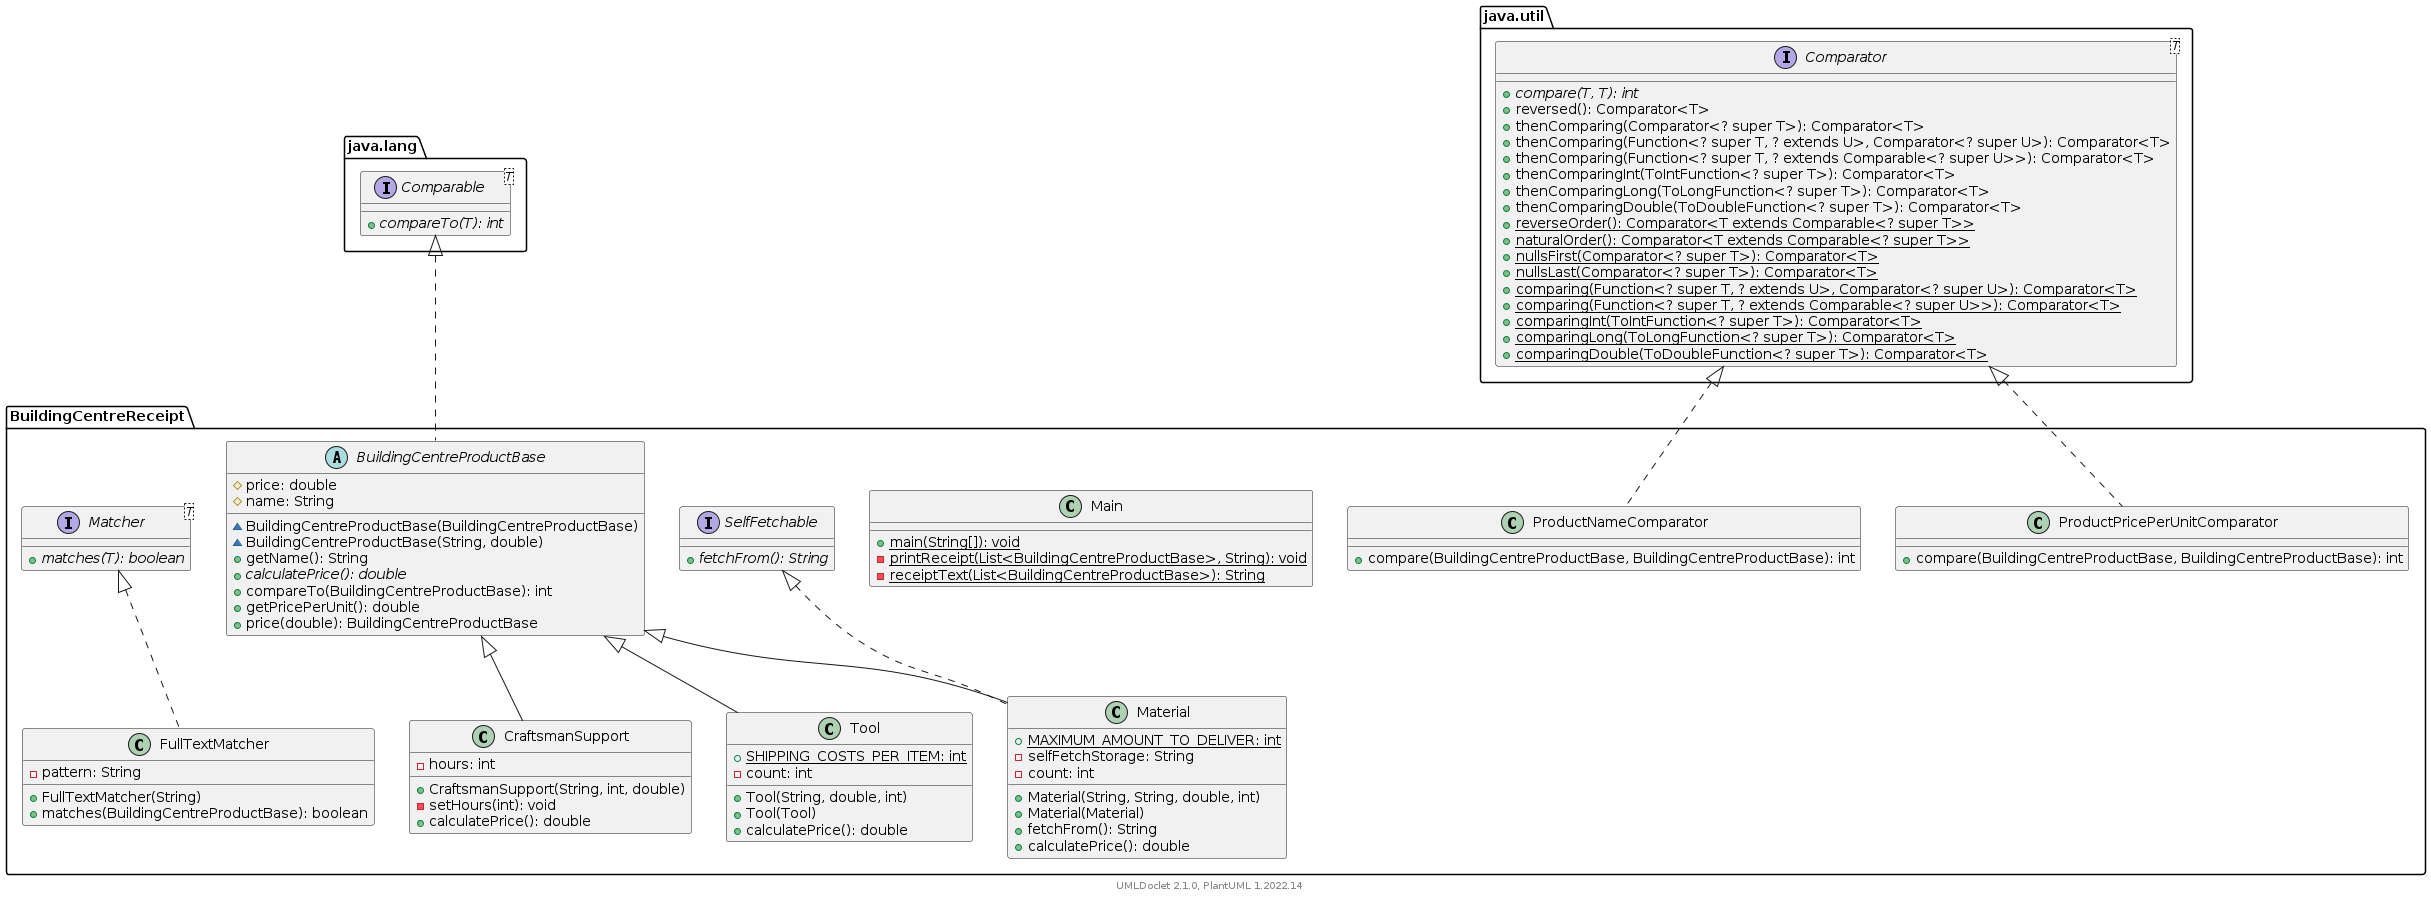 java.util
I Comparator T
compare(T, T): int
reversed(): Comparator<T>
thenComparing(Comparator<? super T>): Comparator<T>
thenComparing(Function<? super T, ? extends U>, Comparator<? super U>): Comparator<T>
thenComparing(Function<? super T, ? extends Comparable<? super U>>): Comparator<T>
thenComparingInt(ToIntFunction<? super T>): Comparator<T>
thenComparingLong(ToLongFunction<? super T>): Comparator<T>
thenComparingDouble(ToDoubleFunction<? super T>): Comparator<T>
reverseOrder(): Comparator<T extends Comparable<? super T>>
naturalOrder(): Comparator<T extends Comparable<? super T>>
nullsFirst(Comparator<? super T>): Comparator<T>
nullsLast(Comparator<? super T>): Comparator<T>
comparing(Function<? super T, ? extends U>, Comparator<? super U>): Comparator<T>
comparing(Function<? super T, ? extends Comparable<? super U>>): Comparator<T>
comparingInt(ToIntFunction<? super T>): Comparator<T>
comparingLong(ToLongFunction<? super T>): Comparator<T>
comparingDouble(ToDoubleFunction<? super T>): Comparator<T>
java.lang
I Comparable T
compareTo(T): int
BuildingCentreReceipt
I Matcher T
matches(T): boolean
A BuildingCentreProductBase
price: double
name: String
BuildingCentreProductBase(BuildingCentreProductBase)
BuildingCentreProductBase(String, double)
getName(): String
calculatePrice(): double
compareTo(BuildingCentreProductBase): int
getPricePerUnit(): double
price(double): BuildingCentreProductBase
I SelfFetchable
fetchFrom(): String
C Main
main(String[]): void
printReceipt(List<BuildingCentreProductBase>, String): void
receiptText(List<BuildingCentreProductBase>): String
C ProductNameComparator
compare(BuildingCentreProductBase, BuildingCentreProductBase): int
C ProductPricePerUnitComparator
compare(BuildingCentreProductBase, BuildingCentreProductBase): int
C FullTextMatcher
pattern: String
FullTextMatcher(String)
matches(BuildingCentreProductBase): boolean
C CraftsmanSupport
hours: int
CraftsmanSupport(String, int, double)
setHours(int): void
calculatePrice(): double
C Tool
SHIPPING_COSTS_PER_ITEM: int
count: int
Tool(String, double, int)
Tool(Tool)
calculatePrice(): double
C Material
MAXIMUM_AMOUNT_TO_DELIVER: int
selfFetchStorage: String
count: int
Material(String, String, double, int)
Material(Material)
fetchFrom(): String
calculatePrice(): double
UMLDoclet 2.1.0, PlantUML 1.2022.14